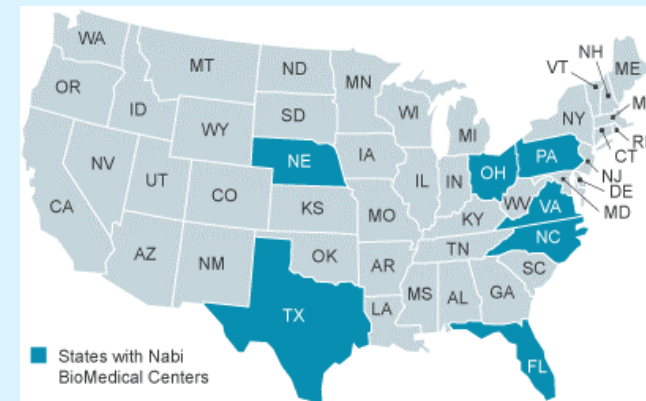 WA
NH
VT
ME
MT
ND
MN
OR
ID
SD
WI
NY
M
RI
WY
MI
CT
NE
IA
PA
NJ
NV
OH
DE
UT
IL
IN
CO
WV
VA
MD
CA
KS
MO
KY
NC
TN
AZ
OK
NM
AR
SC
MS
AL
GA
TX
LA
States with Nabi
BioMedical Centers
FL